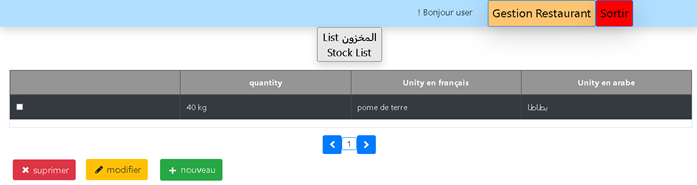 ! Bonjour user
Gestion Restaurant
Sortir
List المخزون
Stock List
quantity
Unity en français
Unity en arabe
40 kg
pome de terre
بطاطا
1
suprimer
modifier
nouveau